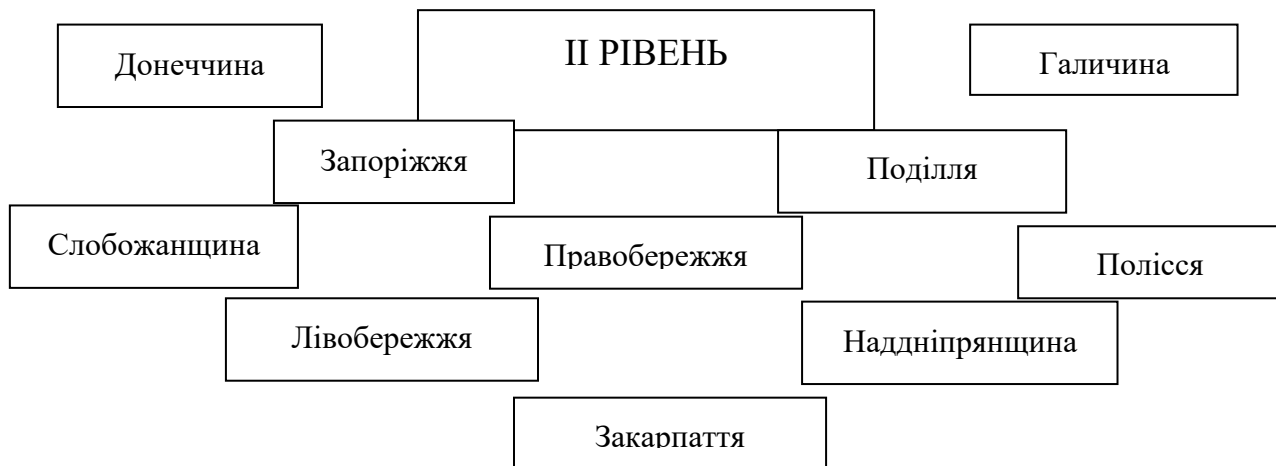 ІІ РІВЕНЬ
Донеччина
Галичина
Запоріжжя
Поділля
Слобожанщина
Правобережжя
Полісся
Лівобережжя
Наддніпрянщина
Закарпаття